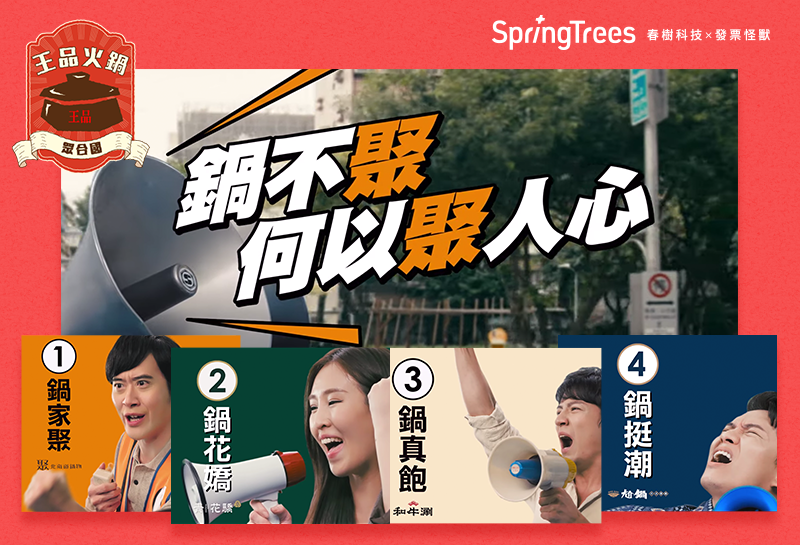 SpringTrees 春樹科技×發票怪獸
王品火鍋
王品
眾合國
鍋不聚
何以聚人心
1
鍋家聚
聚
2
鍋花嬌
3
鍋真飽
和牛涮
4
鍋挺潮